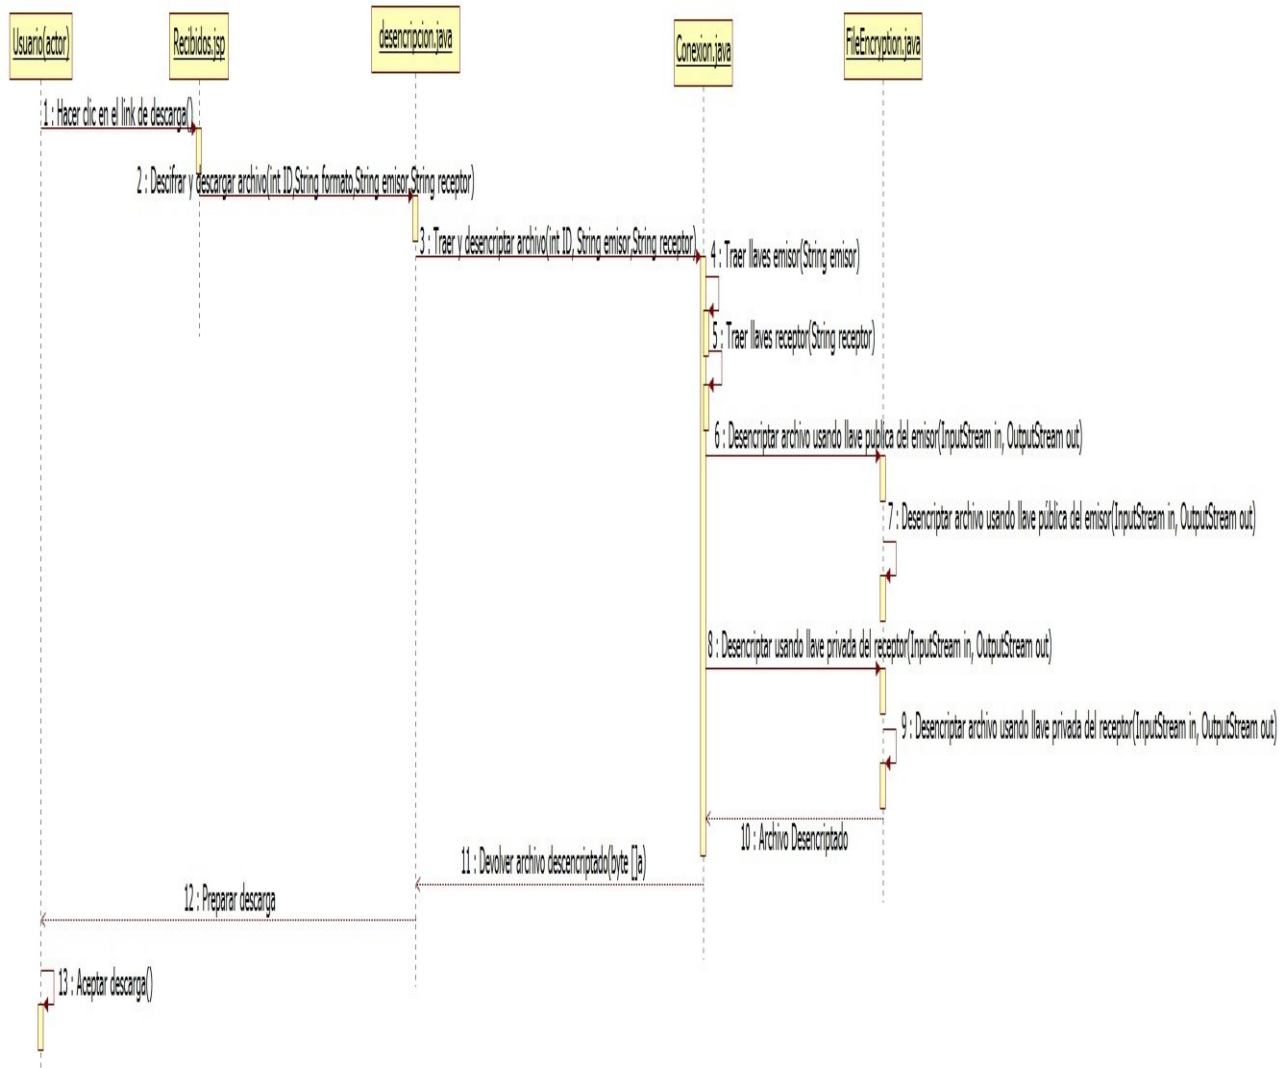 Usuario(actor)
Recibidos.jsp
desencripcion.java
Conexion.java
FileEncryption.java
1 : Hacer clic en el link de descarga()
2 : Descifrar y descargar archivo(int ID,String formato,String emisor,String receptor)
3 : Traer y desencriptar archivo(int ID, String emisor,String receptor)
4 : Traer llaves emisor(String emisor)
5 : Traer llaves receptor(String receptor)
6 : Desencriptar archivo usando llave publica del emisor(InputStream in, OutputStream out)
7 : Desencriptar archivo usando llave pública del emisor(InputStream in, OutputStream out)
8 : Desencriptar usando llave privada del receptor(InputStream in, OutputStream out)
9 : Desencriptar archivo usando llave privada del receptor(InputStream in, OutputStream out)
10 : Archivo Desencriptado
11 : Devolver archivo descencriptado(byte []a)
12 : Preparar descarga
13 : Aceptar descarga()